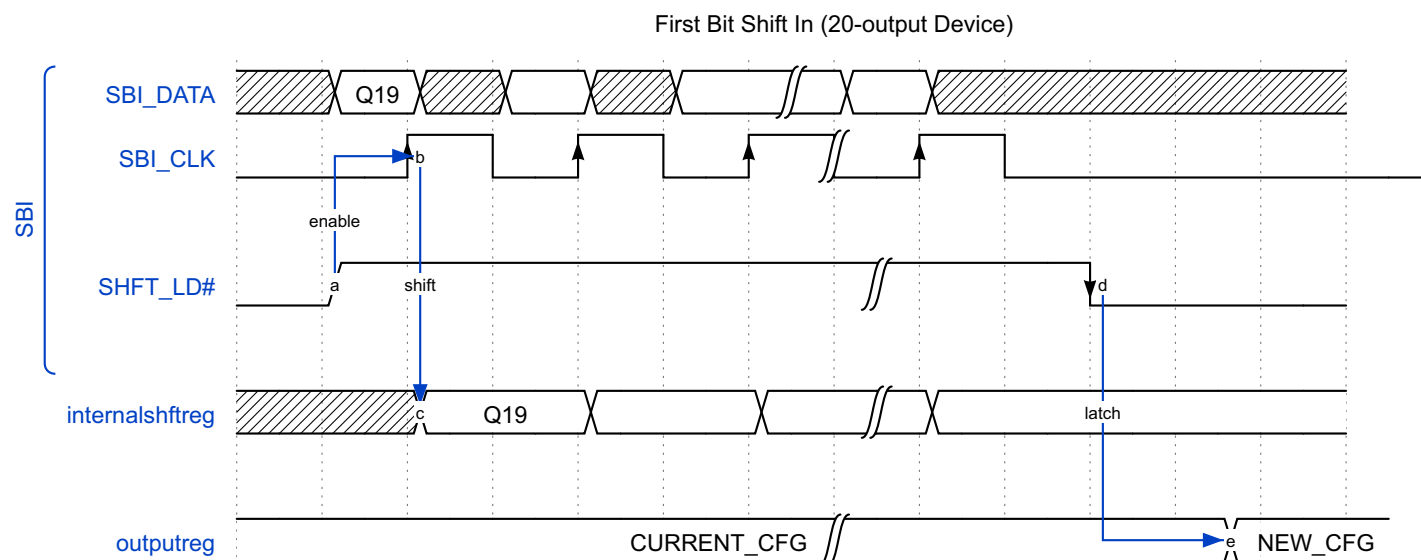 First Bit Shift In (20-output Device)
SBI
SBI_DATA
Q19
SBI_CLK
b
enable
SHFT_LD#
a
shift
d
internalshftreg
c
Q19
latch
outputreg
CURRENT_CFG
e
NEW_CFG